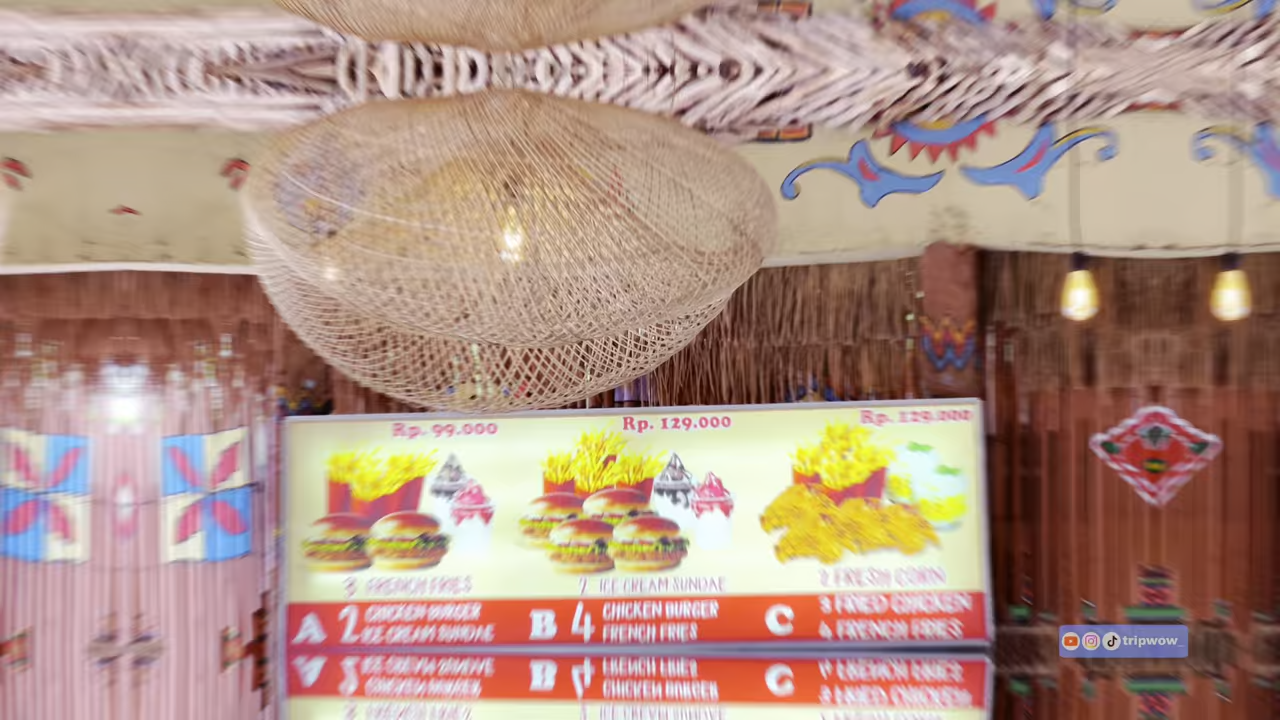 Rp. 99.000
Rp. 129.000
Rp. 129.000
3 FRENCH FRIES
A 2 CHICKEN BURGER
ICE CREAM SUNDAE
2 ICE CREAM SUNDAE
B 4 CHICKEN BURGER
FRENCH FRIES
2 FRESH CORN
C 3 FRIED CHICKEN
4 FRENCH FRIES
tripwow_